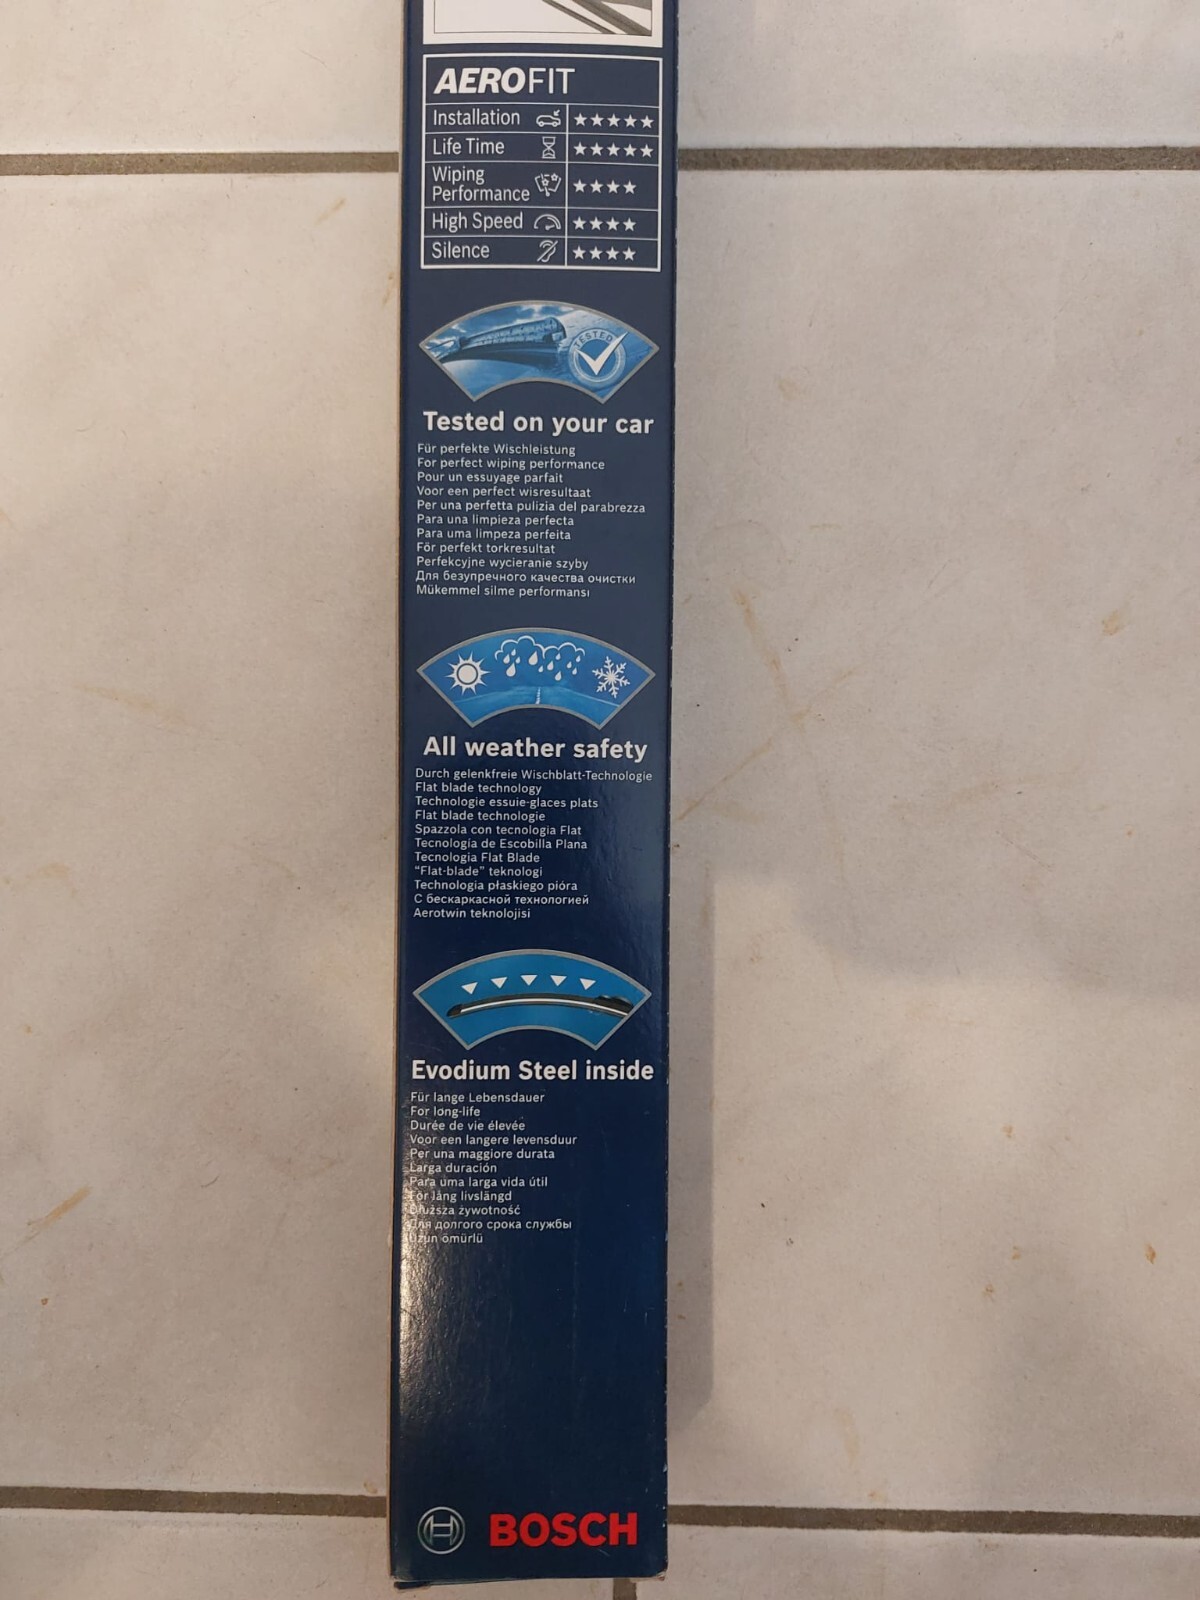 AEROFIT
Installation ★★★★★
Life Time ★★★★★
Wiping
Performance ★★★★
High Speed ★★★★
Silence ★★★★
TESTED
Tested on your car
Für perfekte Wischleistung
For perfect wiping performance
Pour un essuyage parfait
Voor een perfect wisresultaat
Per una perfetta pulizia del parabrezza
Para una limpieza perfecta
Para uma limpeza perfeita
För perfekt torkresultat
Perfekcyjne wycieranie szyby
Для безупречного качества очистки
Mükemmel silme performansı
All weather safety
Durch gelenkfreie Wischblatt-Technologie
Flat blade technology
Technologie essuie-glaces plats
Flat blade technologie
Spazzola con tecnologia Flat
Tecnología de Escobilla Plana
Tecnologia Flat Blade
"Flat-blade" teknologi
Technologia płaskiego pióra
С бескаркасной технологией
Aerotwin teknolojisi
Evodium Steel inside
Für lange Lebensdauer
For long-life
Durée de vie élevée
Voor een langere levensduur
Per una maggiore durata
Larga duración
Para uma larga vida útil
För lång livslängd
Dłuższa żywotność
Для долгого срока службы
Uzun ömürlü
BOSCH